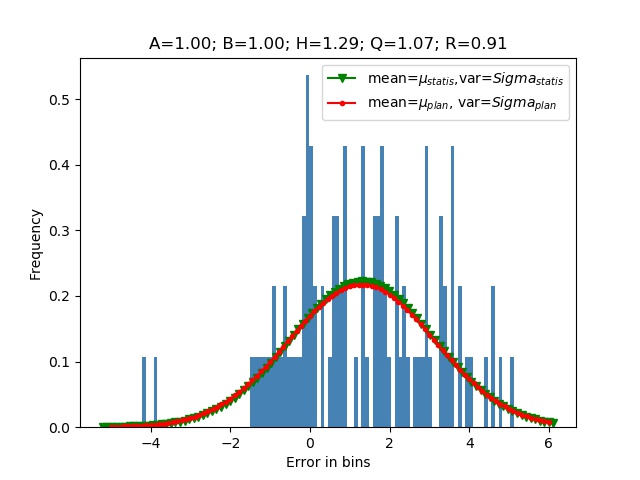 A=1.00; B=1.00; H=1.29; Q=1.07; R=0.91
mean=μstatis,var=Sigmastatis
mean=μplan, var=Sigmaplan
Frequency
0.5
0.4
0.3
0.2
0.1
0.0
−4 −2 0 2 4 6
Error in bins